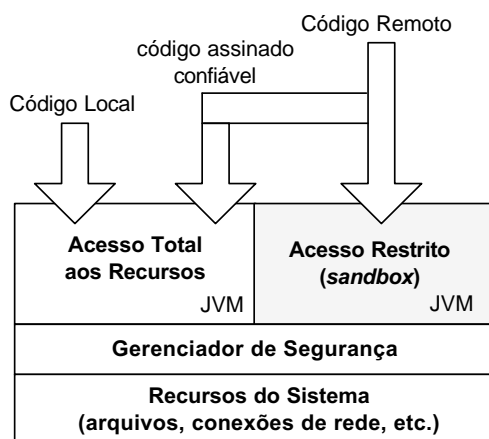 Código Remoto
código assinado
confiável
Código Local
Acesso Total
aos Recursos
JVM
Acesso Restrito
(sandbox)
JVM
Gerenciador de Segurança
Recursos do Sistema
(arquivos, conexões de rede, etc.)